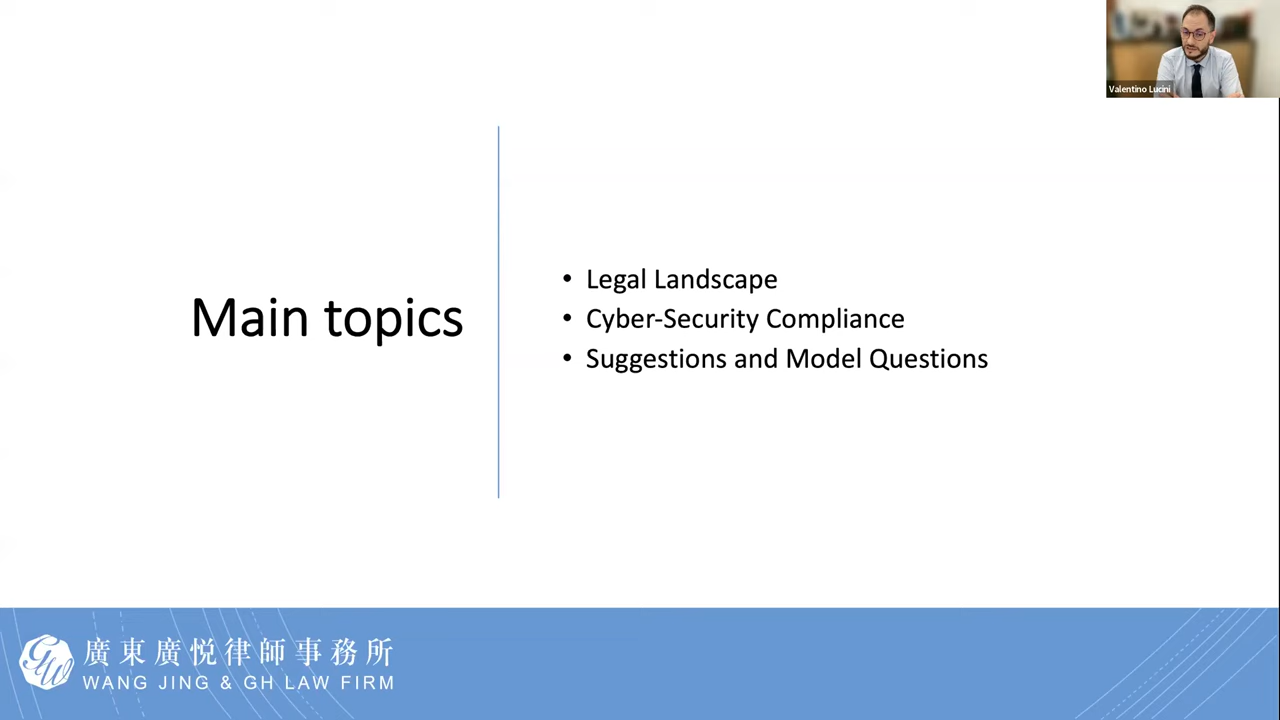 Valentino Lucini
Main topics
• Legal Landscape
• Cyber-Security Compliance
• Suggestions and Model Questions
GW
廣東廣悦律師事務所
WANG JING & GH LAW FIRM